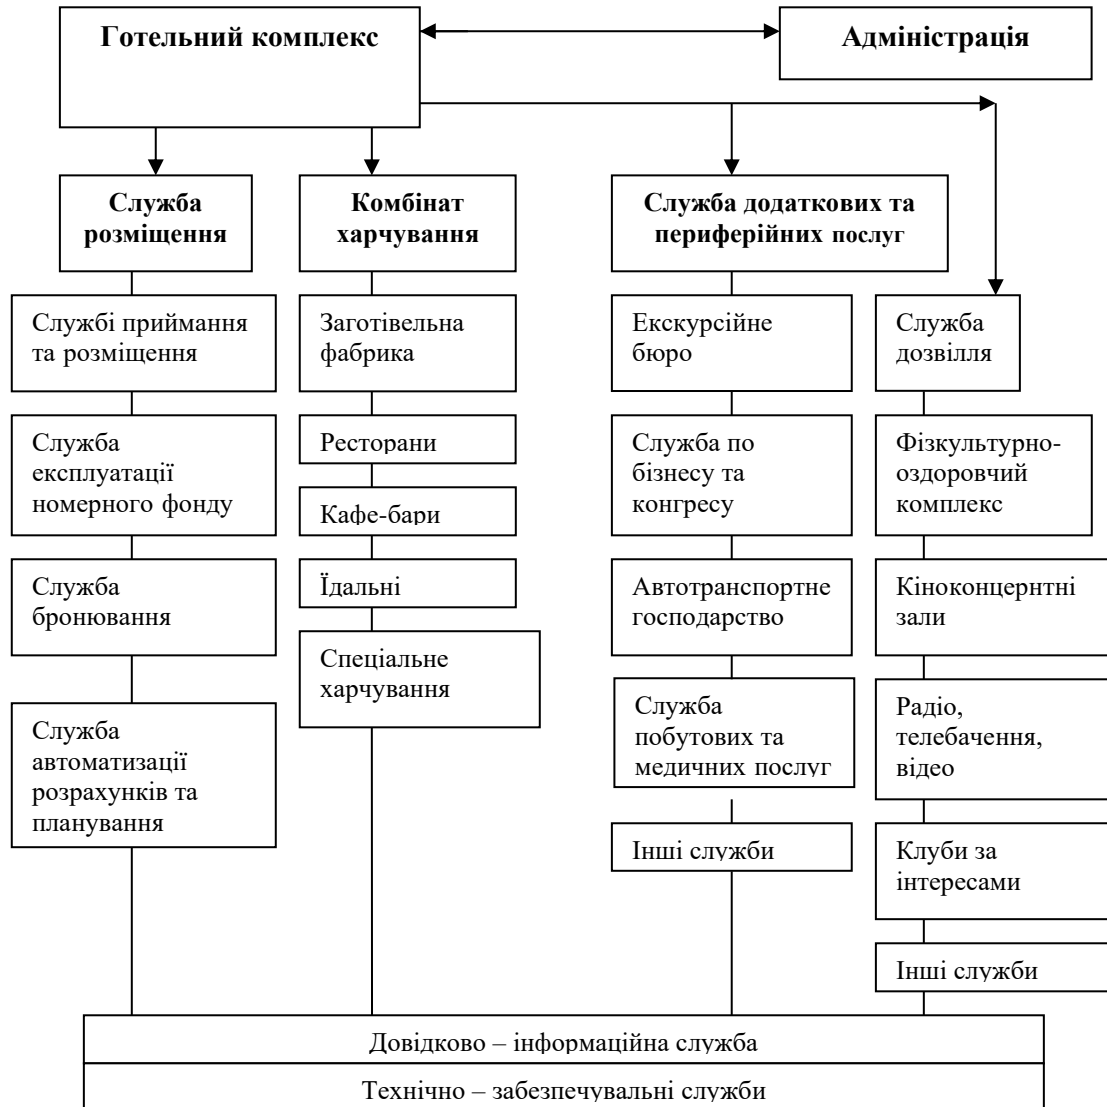 Готельний комплекс
Адміністрація
Служба
розміщення
Комбінат
харчування
Служба додаткових та
периферійних послуг
Службі приймання
та розміщення
Служба
експлуатації
номерного фонду
Служба
бронювання
Служба
автоматизації
розрахунків та
планування
Заготівельна
фабрика
Ресторани
Кафе-бари
Їдальні
Спеціальне
харчування
Екскурсійне
бюро
Служба по
бізнесу та
конгресу
Автотранспортне
господарство
Служба
побутових та
медичних послуг
Інші служби
Служба
дозвілля
Фізкультурно-
оздоровчий
комплекс
Кіноконцернтні
зали
Радіо,
телебачення,
відео
Клуби за
інтересами
Інші служби
Довідково – інформаційна служба
Технічно – забезпечувальні служби